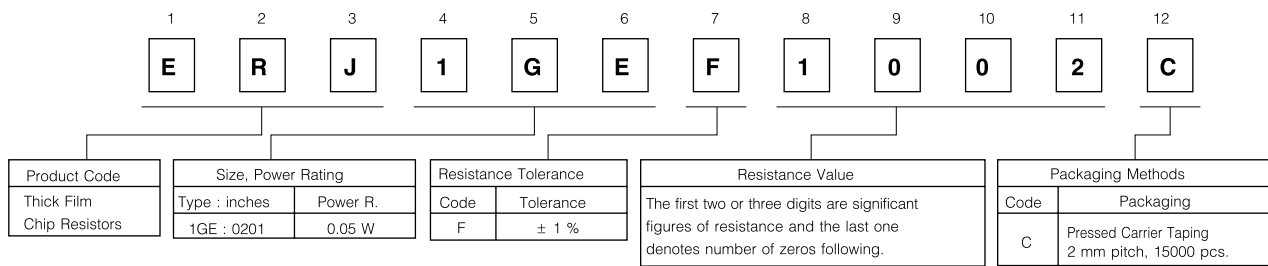 1 2 3 4 5 6 7 8 9 10 11 12
E R J 1 G E F 1 0 0 2 C
Product Code
Thick Film
Chip Resistors
Size, Power Rating
Type : inches Power R.
1GE : 0201 0.05 W
Resistance Tolerance
Code Tolerance
F ± 1 %
Resistance Value
The first two or three digits are significant
figures of resistance and the last one
denotes number of zeros following.
Packaging Methods
Code Packaging
C Pressed Carrier Taping
2 mm pitch, 15000 pcs.